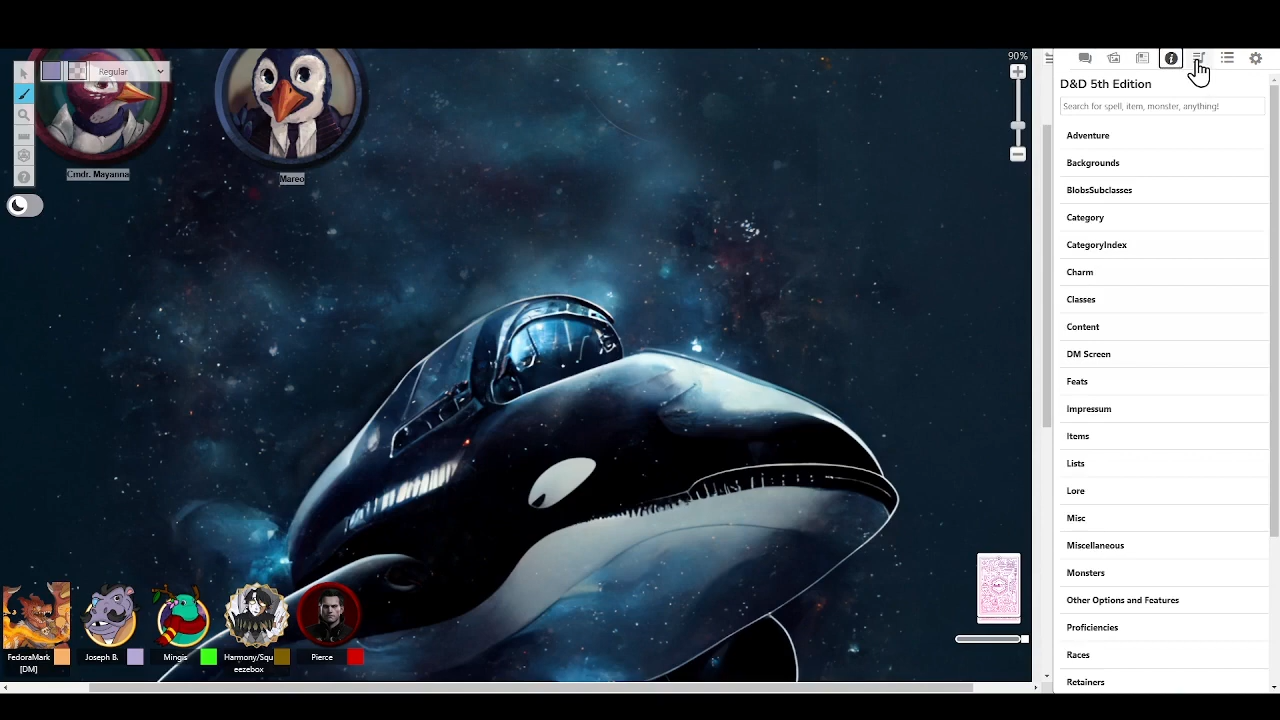 Regular
90%
Cmdr. Mayanna
Mareo
D&D 5th Edition
Search for spell, item, monster, anything!
Adventure
Backgrounds
BlobsSubclasses
Category
CategoryIndex
Charm
Classes
Content
DM Screen
Feats
Impressum
Items
Lists
Lore
Misc
Miscellaneous
Monsters
Other Options and Features
Proficiencies
Races
Retainers
FedoraMark
[DM]
Joseph B.
Mingis
Harmony/Squ
eezebox
Pierce